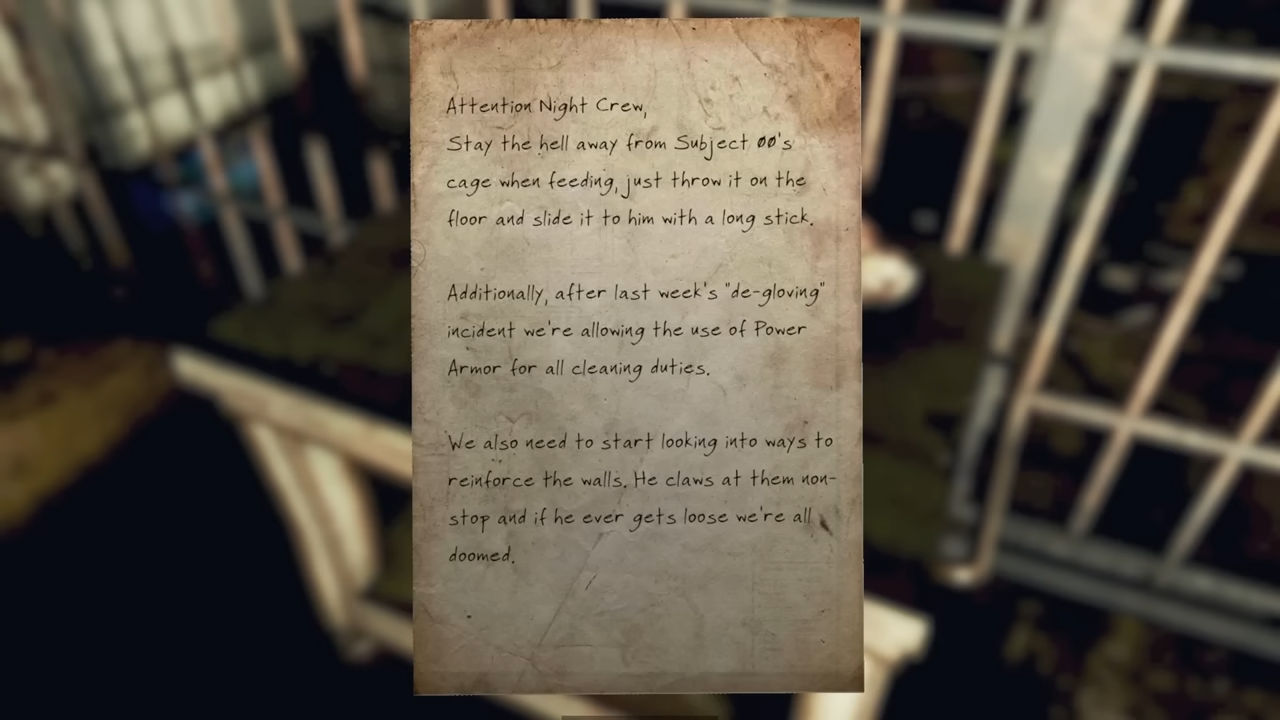 Attention Night Crew,
Stay the hell away from Subject 00's
cage when feeding, just throw it on the
floor and slide it to him with a long stick.
Additionally, after last week's "de-gloving"
incident we're allowing the use of Power
Armor for all cleaning duties.
We also need to start looking into ways to
reinforce the walls. He claws at them non-
stop and if he ever gets loose we're all
doomed.